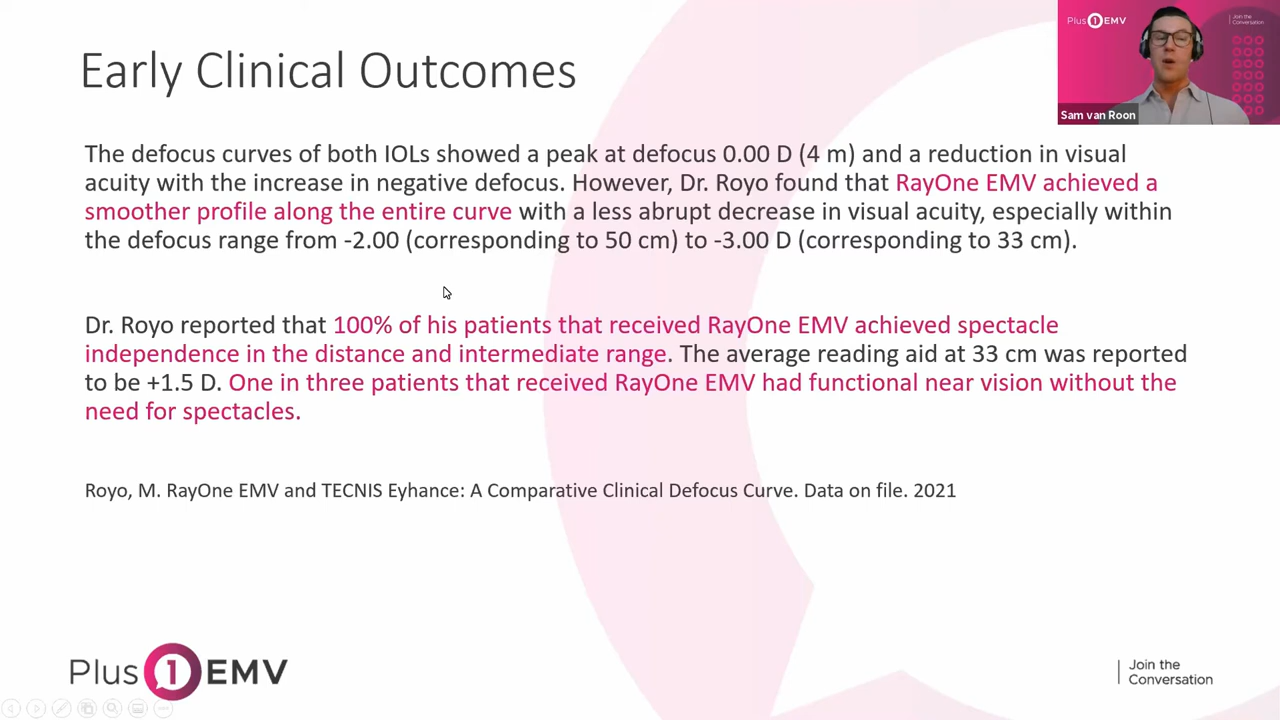 Early Clinical Outcomes
Plus 1 EMV
Join the
Conversation
Sam van Roon
The defocus curves of both IOLs showed a peak at defocus 0.00 D (4 m) and a reduction in visual
acuity with the increase in negative defocus. However, Dr. Royo found that RayOne EMV achieved a
smoother profile along the entire curve with a less abrupt decrease in visual acuity, especially within
the defocus range from -2.00 (corresponding to 50 cm) to -3.00 D (corresponding to 33 cm).
Dr. Royo reported that 100% of his patients that received RayOne EMV achieved spectacle
independence in the distance and intermediate range. The average reading aid at 33 cm was reported
to be +1.5 D. One in three patients that received RayOne EMV had functional near vision without the
need for spectacles.
Royo, M. RayOne EMV and TECNIS Eyhance: A Comparative Clinical Defocus Curve. Data on file. 2021
Plus 1 EMV
Join the
Conversation